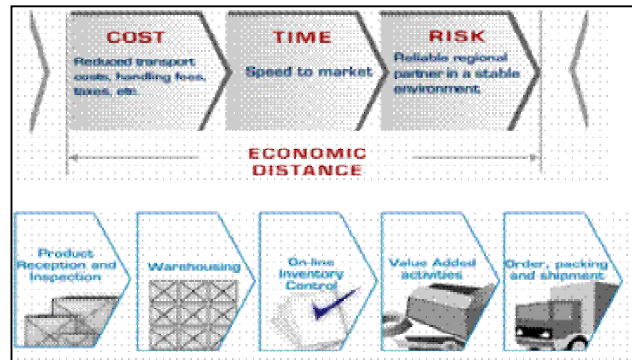 COST
Reduced transport
costs, handling fees,
taxes, etc
TIME
Speed to market
RISK
Reliable regional
partner in a stable
environment
ECONOMIC
DISTANCE
Product
Reception and
Inspection
Warehousing
On-line
Inventory
Control
Value Added
activities
Order, packing
and shipment